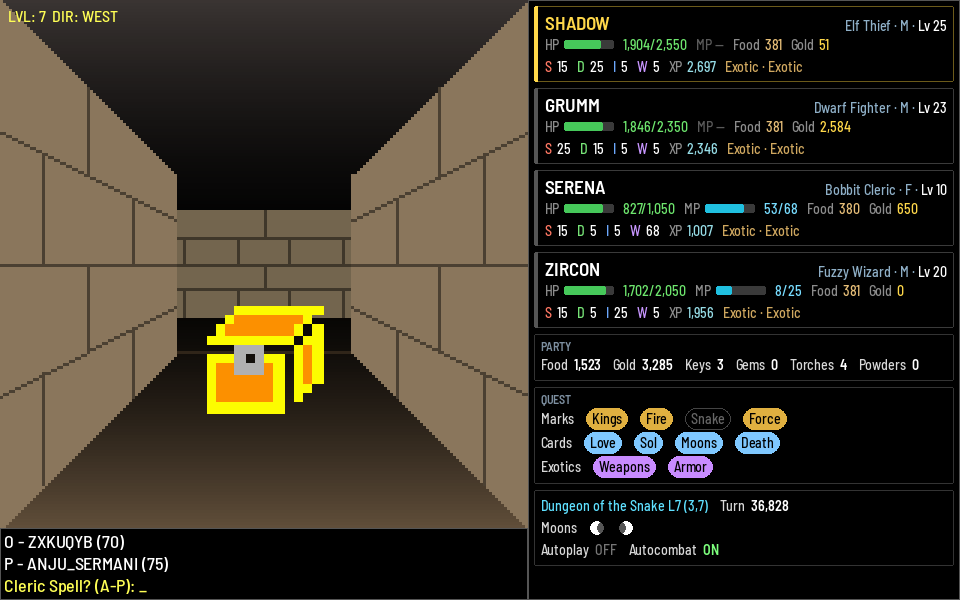 LVL: 7 DIR: WEST
O - ZXKUQYB (70)
P - ANJU_SERMANI (75)
Cleric Spell? (A-P): _
SHADOW Elf Thief · M · Lv 25
HP 1,904/2,550 MP — Food 381 Gold 51
S 15 D 25 I 5 W 5 XP 2,697 Exotic · Exotic
GRUMM Dwarf Fighter · M · Lv 23
HP 1,846/2,350 MP — Food 381 Gold 2,584
S 25 D 15 I 5 W 5 XP 2,346 Exotic · Exotic
SERENA Bobbit Cleric · F · Lv 10
HP 827/1,050 MP 53/68 Food 380 Gold 650
S 15 D 5 I 5 W 68 XP 1,007 Exotic · Exotic
ZIRCON Fuzzy Wizard · M · Lv 20
HP 1,702/2,050 MP 8/25 Food 381 Gold 0
S 15 D 5 I 25 W 5 XP 1,956 Exotic · Exotic
PARTY
Food 1,523 Gold 3,285 Keys 3 Gems 0 Torches 4 Powders 0
QUEST
Marks Kings Fire Snake Force
Cards Love Sol Moons Death
Exotics Weapons Armor
Dungeon of the Snake L7 (3,7) Turn 36,828
Moons
Autoplay OFF Autocombat ON